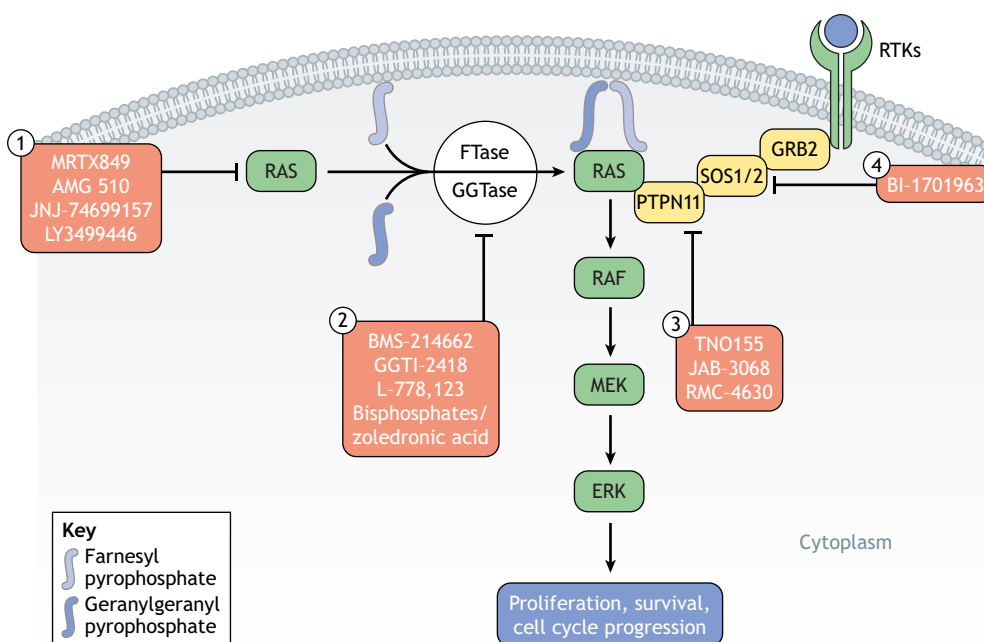 RTKs
1
MRTX849
AMG 510
JNJ-74699157
LY3499446
RAS
FTase
GGTase
RAS
PTPN11
SOS1/2
GRB2
4
BI-1701963
RAF
2
BMS-214662
GGTI-2418
L-778,123
Bisphosphates/
zoledronic acid
3
TNO155
JAB-3068
RMC-4630
MEK
ERK
Key
Farnesyl
pyrophosphate
Geranylgeranyl
pyrophosphate
Cytoplasm
Proliferation, survival,
cell cycle progression